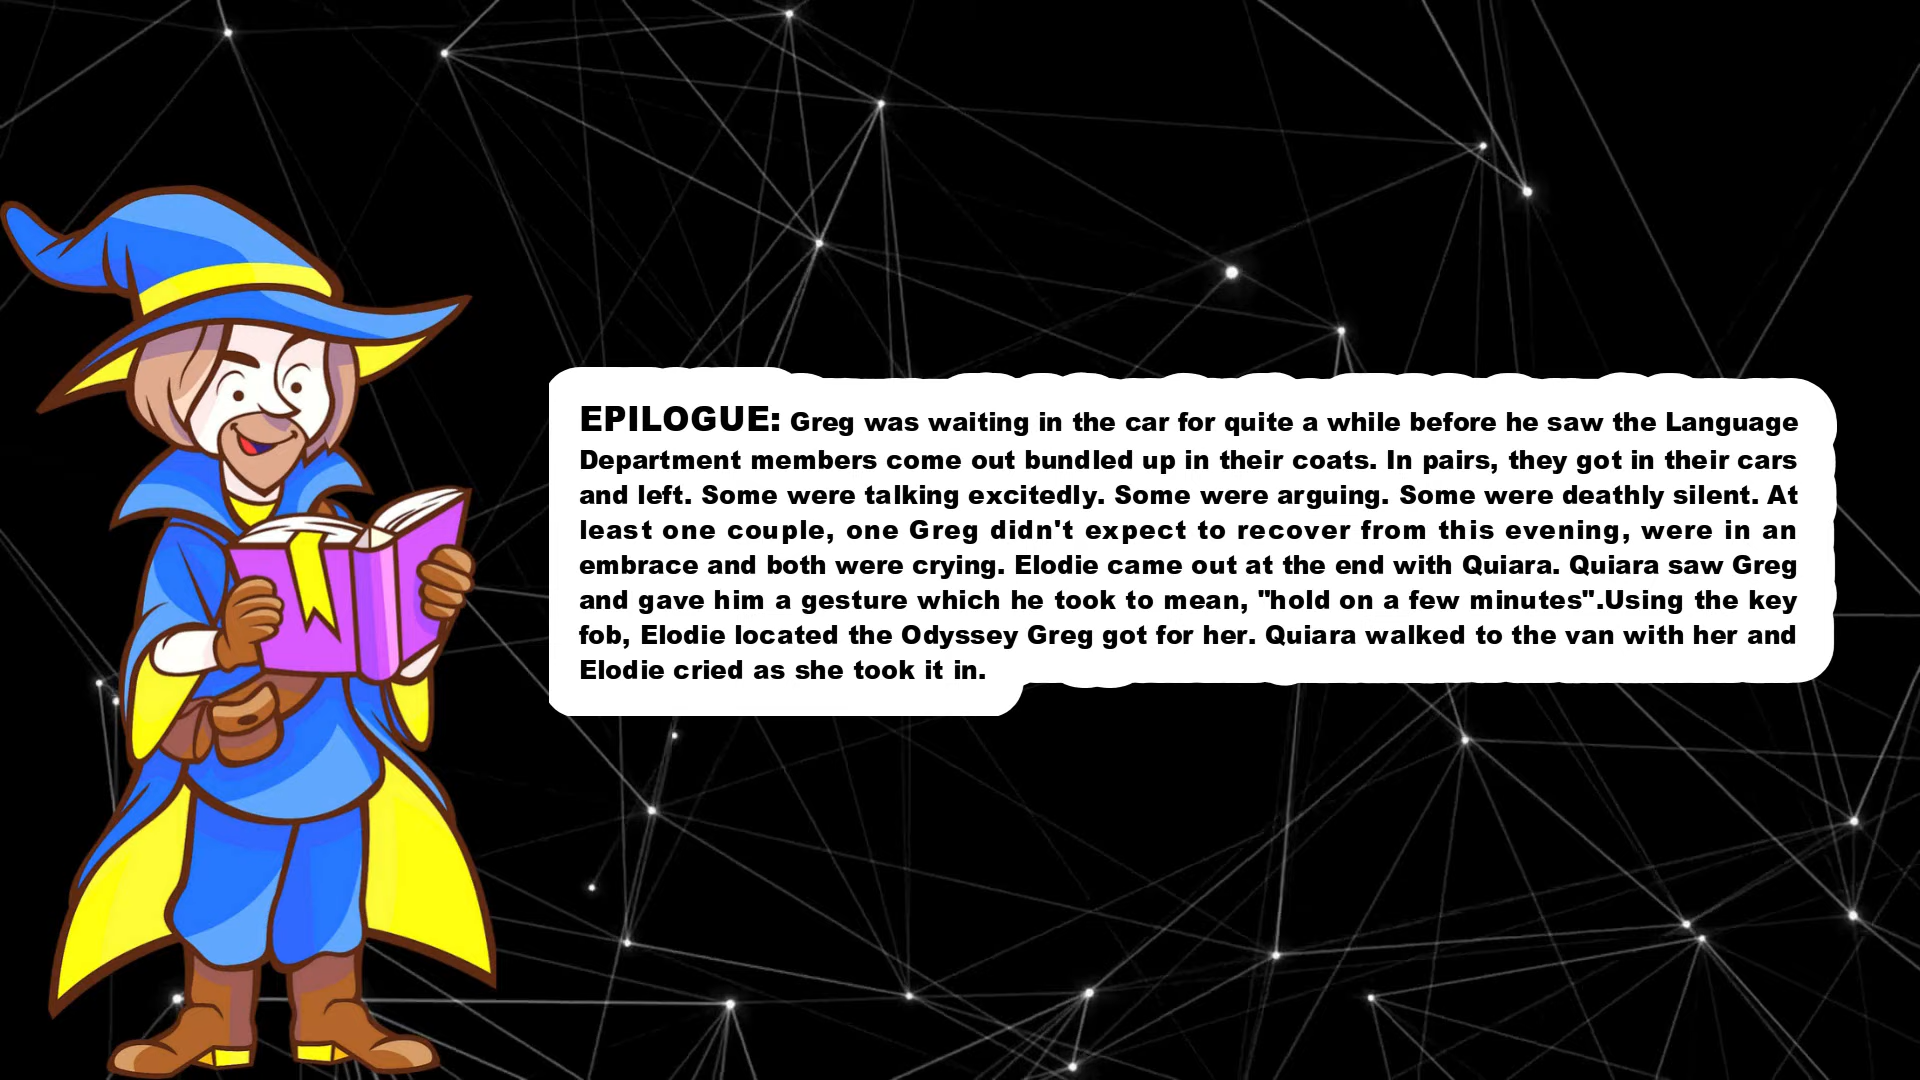 EPILOGUE: Greg was waiting in the car for quite a while before he saw the Language
Department members come out bundled up in their coats. In pairs, they got in their cars
and left. Some were talking excitedly. Some were arguing. Some were deathly silent. At
least one couple, one Greg didn't expect to recover from this evening, were in an
embrace and both were crying. Elodie came out at the end with Quiara. Quiara saw Greg
and gave him a gesture which he took to mean, "hold on a few minutes".Using the key
fob, Elodie located the Odyssey Greg got for her. Quiara walked to the van with her and
Elodie cried as she took it in.